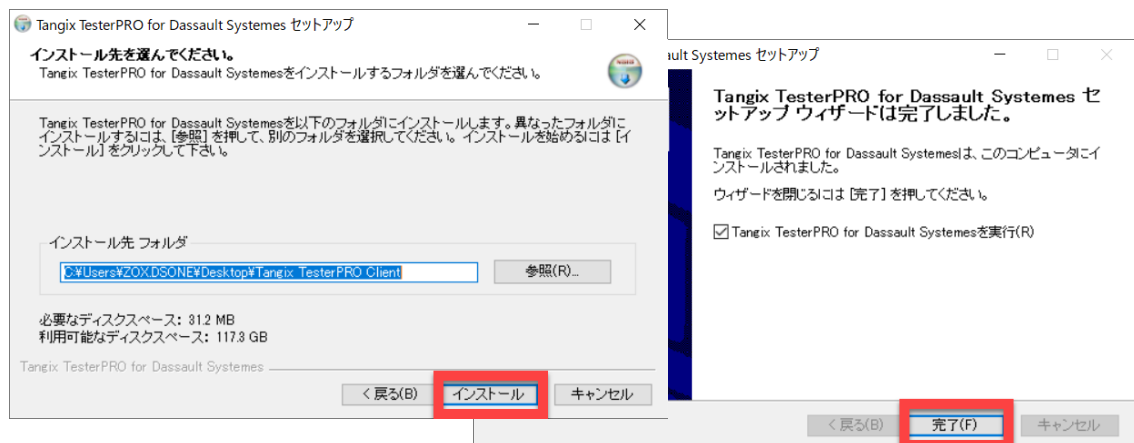 Tangix TesterPRO for Dassault Systemes セットアップ
インストール先を選んでください。
Tangix TesterPRO for Dassault Systemesをインストールするフォルダを選んでください。
Tangix TesterPRO for Dassault Systemesを以下のフォルダにインストールします。異なったフォルダに
インストールするには、[参照] を押して、別のフォルダを選択してください。 インストールを始めるには [イ
ンストール] をクリックして下さい。
インストール先 フォルダ
C:¥Users¥ZOX.DSONE¥Desktop¥Tangix TesterPRO Client
参照(R)...
必要なディスクスペース: 31.2 MB
利用可能なディスクスペース: 117.3 GB
Tangix TesterPRO for Dassault Systemes
< 戻る(B)
インストール
キャンセル
ault Systemes セットアップ
Tangix TesterPRO for Dassault Systemes セ
ットアップ ウィザードは完了しました。
Tangix TesterPRO for Dassault Systemesは、このコンピュータにイ
ンストールされました。
ウィザードを閉じるには [完了] を押してください。
Tangix TesterPRO for Dassault Systemesを実行(R)
< 戻る(B)
完了(F)
キャンセル